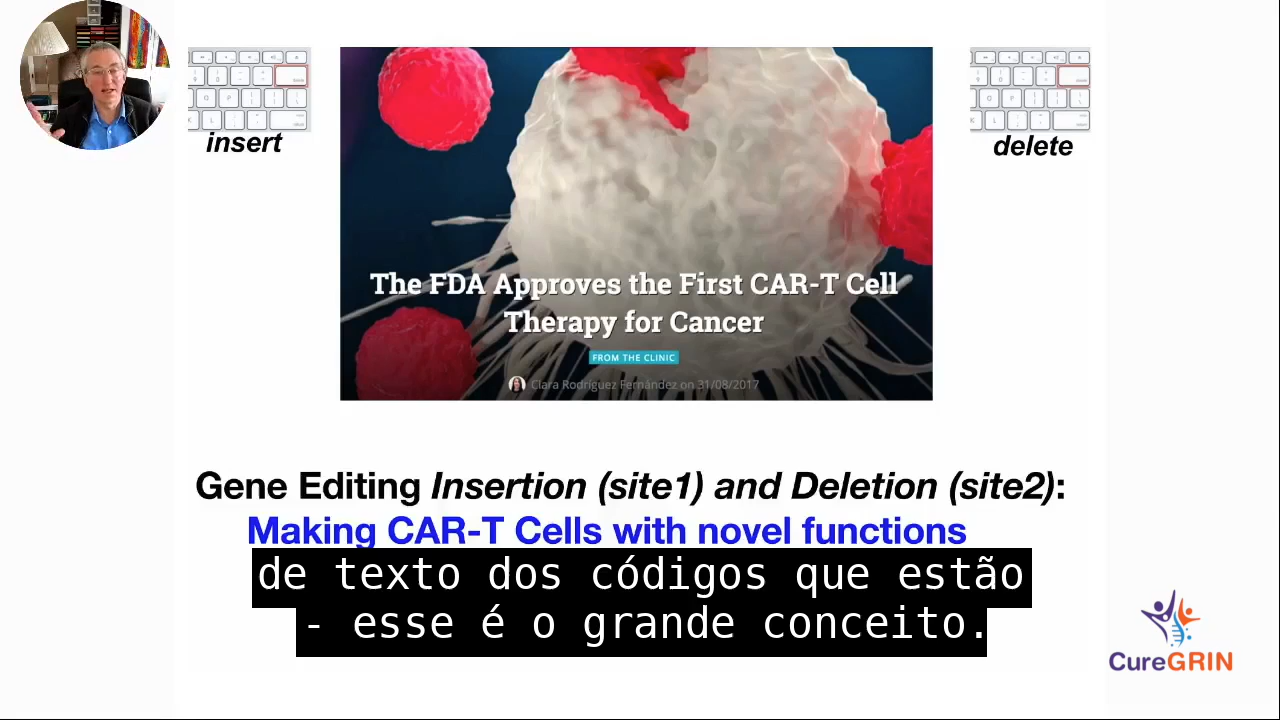 insert
delete
The FDA Approves the First CAR-T Cell
Therapy for Cancer
FROM THE CLINIC
Clara Rodríguez Fernández on 31/08/2017
Gene Editing Insertion (site1) and Deletion (site2):
Making CAR-T Cells with novel functions
de texto dos códigos que estão
- esse é o grande conceito.
CureGRIN